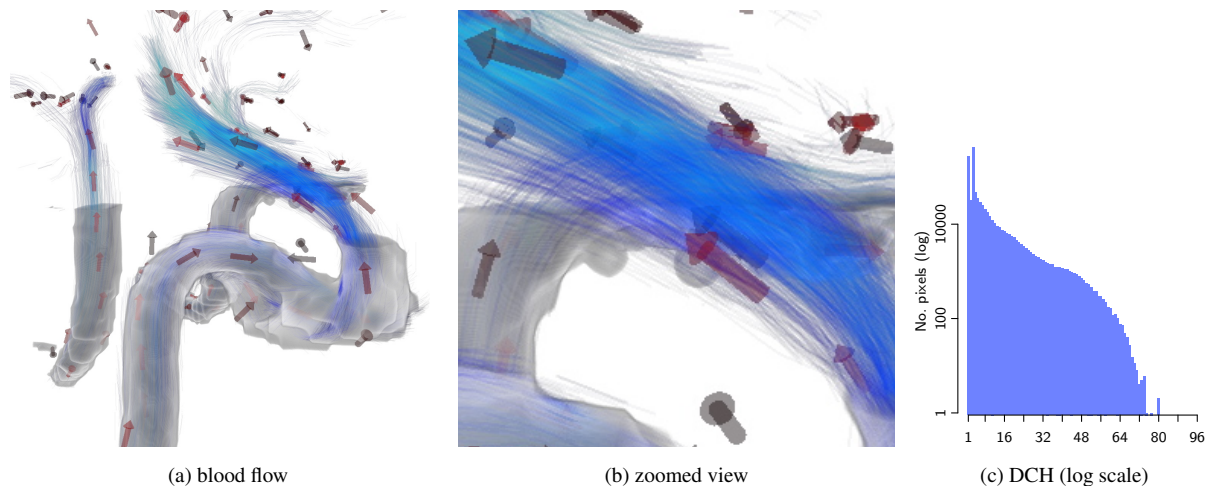 No. pixels (log)
10000
100
1
1
16
32
48
64
80
96
(a) blood flow
(b) zoomed view
(c) DCH (log scale)